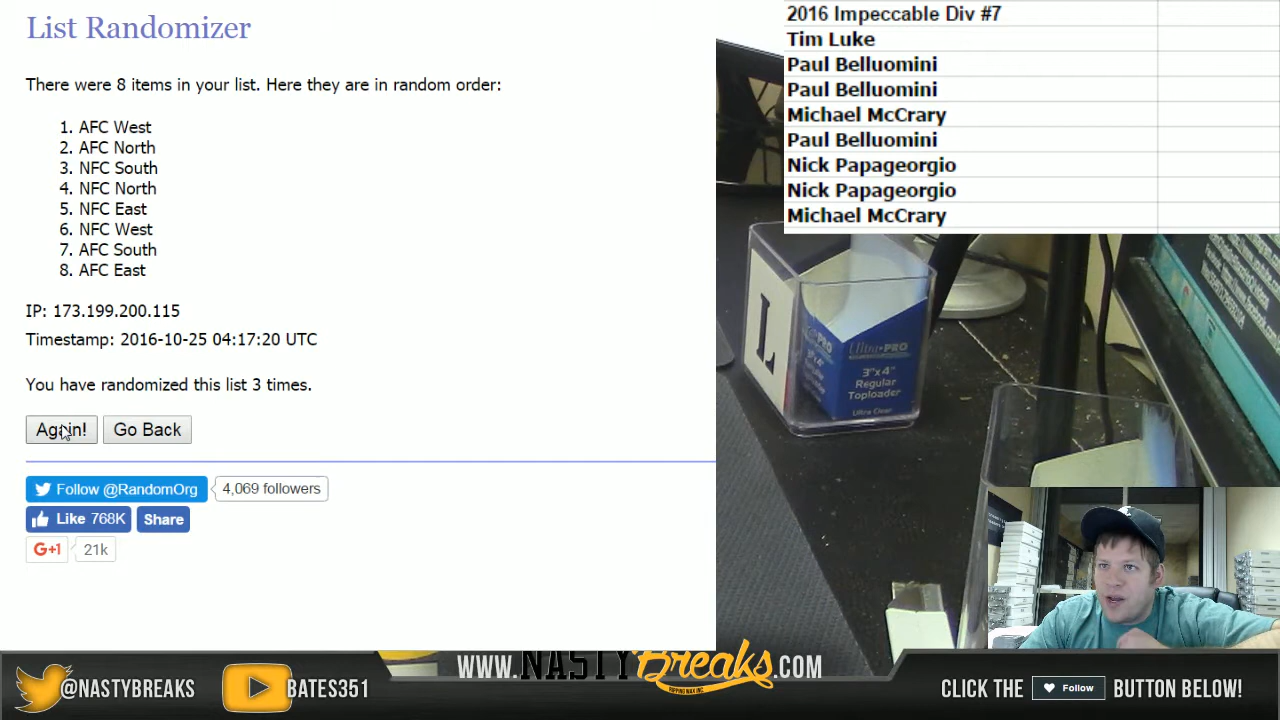 List Randomizer
There were 8 items in your list. Here they are in random order:
1. AFC West
2. AFC North
3. NFC South
4. NFC North
5. NFC East
6. NFC West
7. AFC South
8. AFC East
IP: 173.199.200.115
Timestamp: 2016-10-25 04:17:20 UTC
You have randomized this list 3 times.
Again! Go Back
Follow @RandomOrg 4,069 followers
Like 768K Share
G+1 21k
2016 Impeccable Div #7
Tim Luke
Paul Belluomini
Paul Belluomini
Michael McCrary
Paul Belluomini
Nick Papageorgio
Nick Papageorgio
Michael McCrary
L
Ultra-PRO
3"x4"
Regular
Toploader
Ultra Clear
@NASTYBREAKS
BATES351
WWW.NASTYBreaks.COM
RIPPING WAX INC.
CLICK THE Follow BUTTON BELOW!